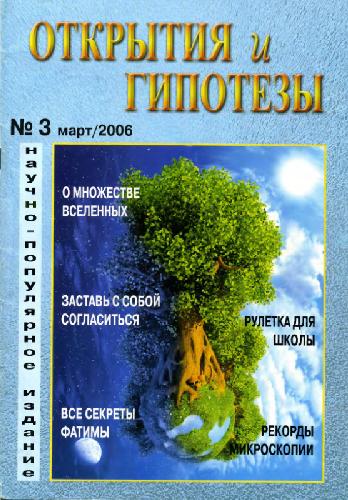 ОТКРЫТИЯ и
ГИПОТЕЗЫ
№ 3 март/2006
научно-популярное издание
О МНОЖЕСТВЕ
ВСЕЛЕННЫХ
ЗАСТАВЬ С СОБОЙ
СОГЛАСИТЬСЯ
РУЛЕТКА ДЛЯ
ШКОЛЫ
ВСЕ СЕКРЕТЫ
ФАТИМЫ
РЕКОРДЫ
МИКРОСКОПИИ